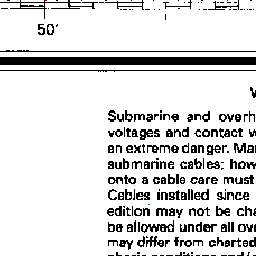 50'
Submarine and overh
voltages and contact w
an extreme danger. Mar
submarine cables; how
onto a cable care must
Cables installed since
edition may not be cha
be allowed under all ov
may differ from charted